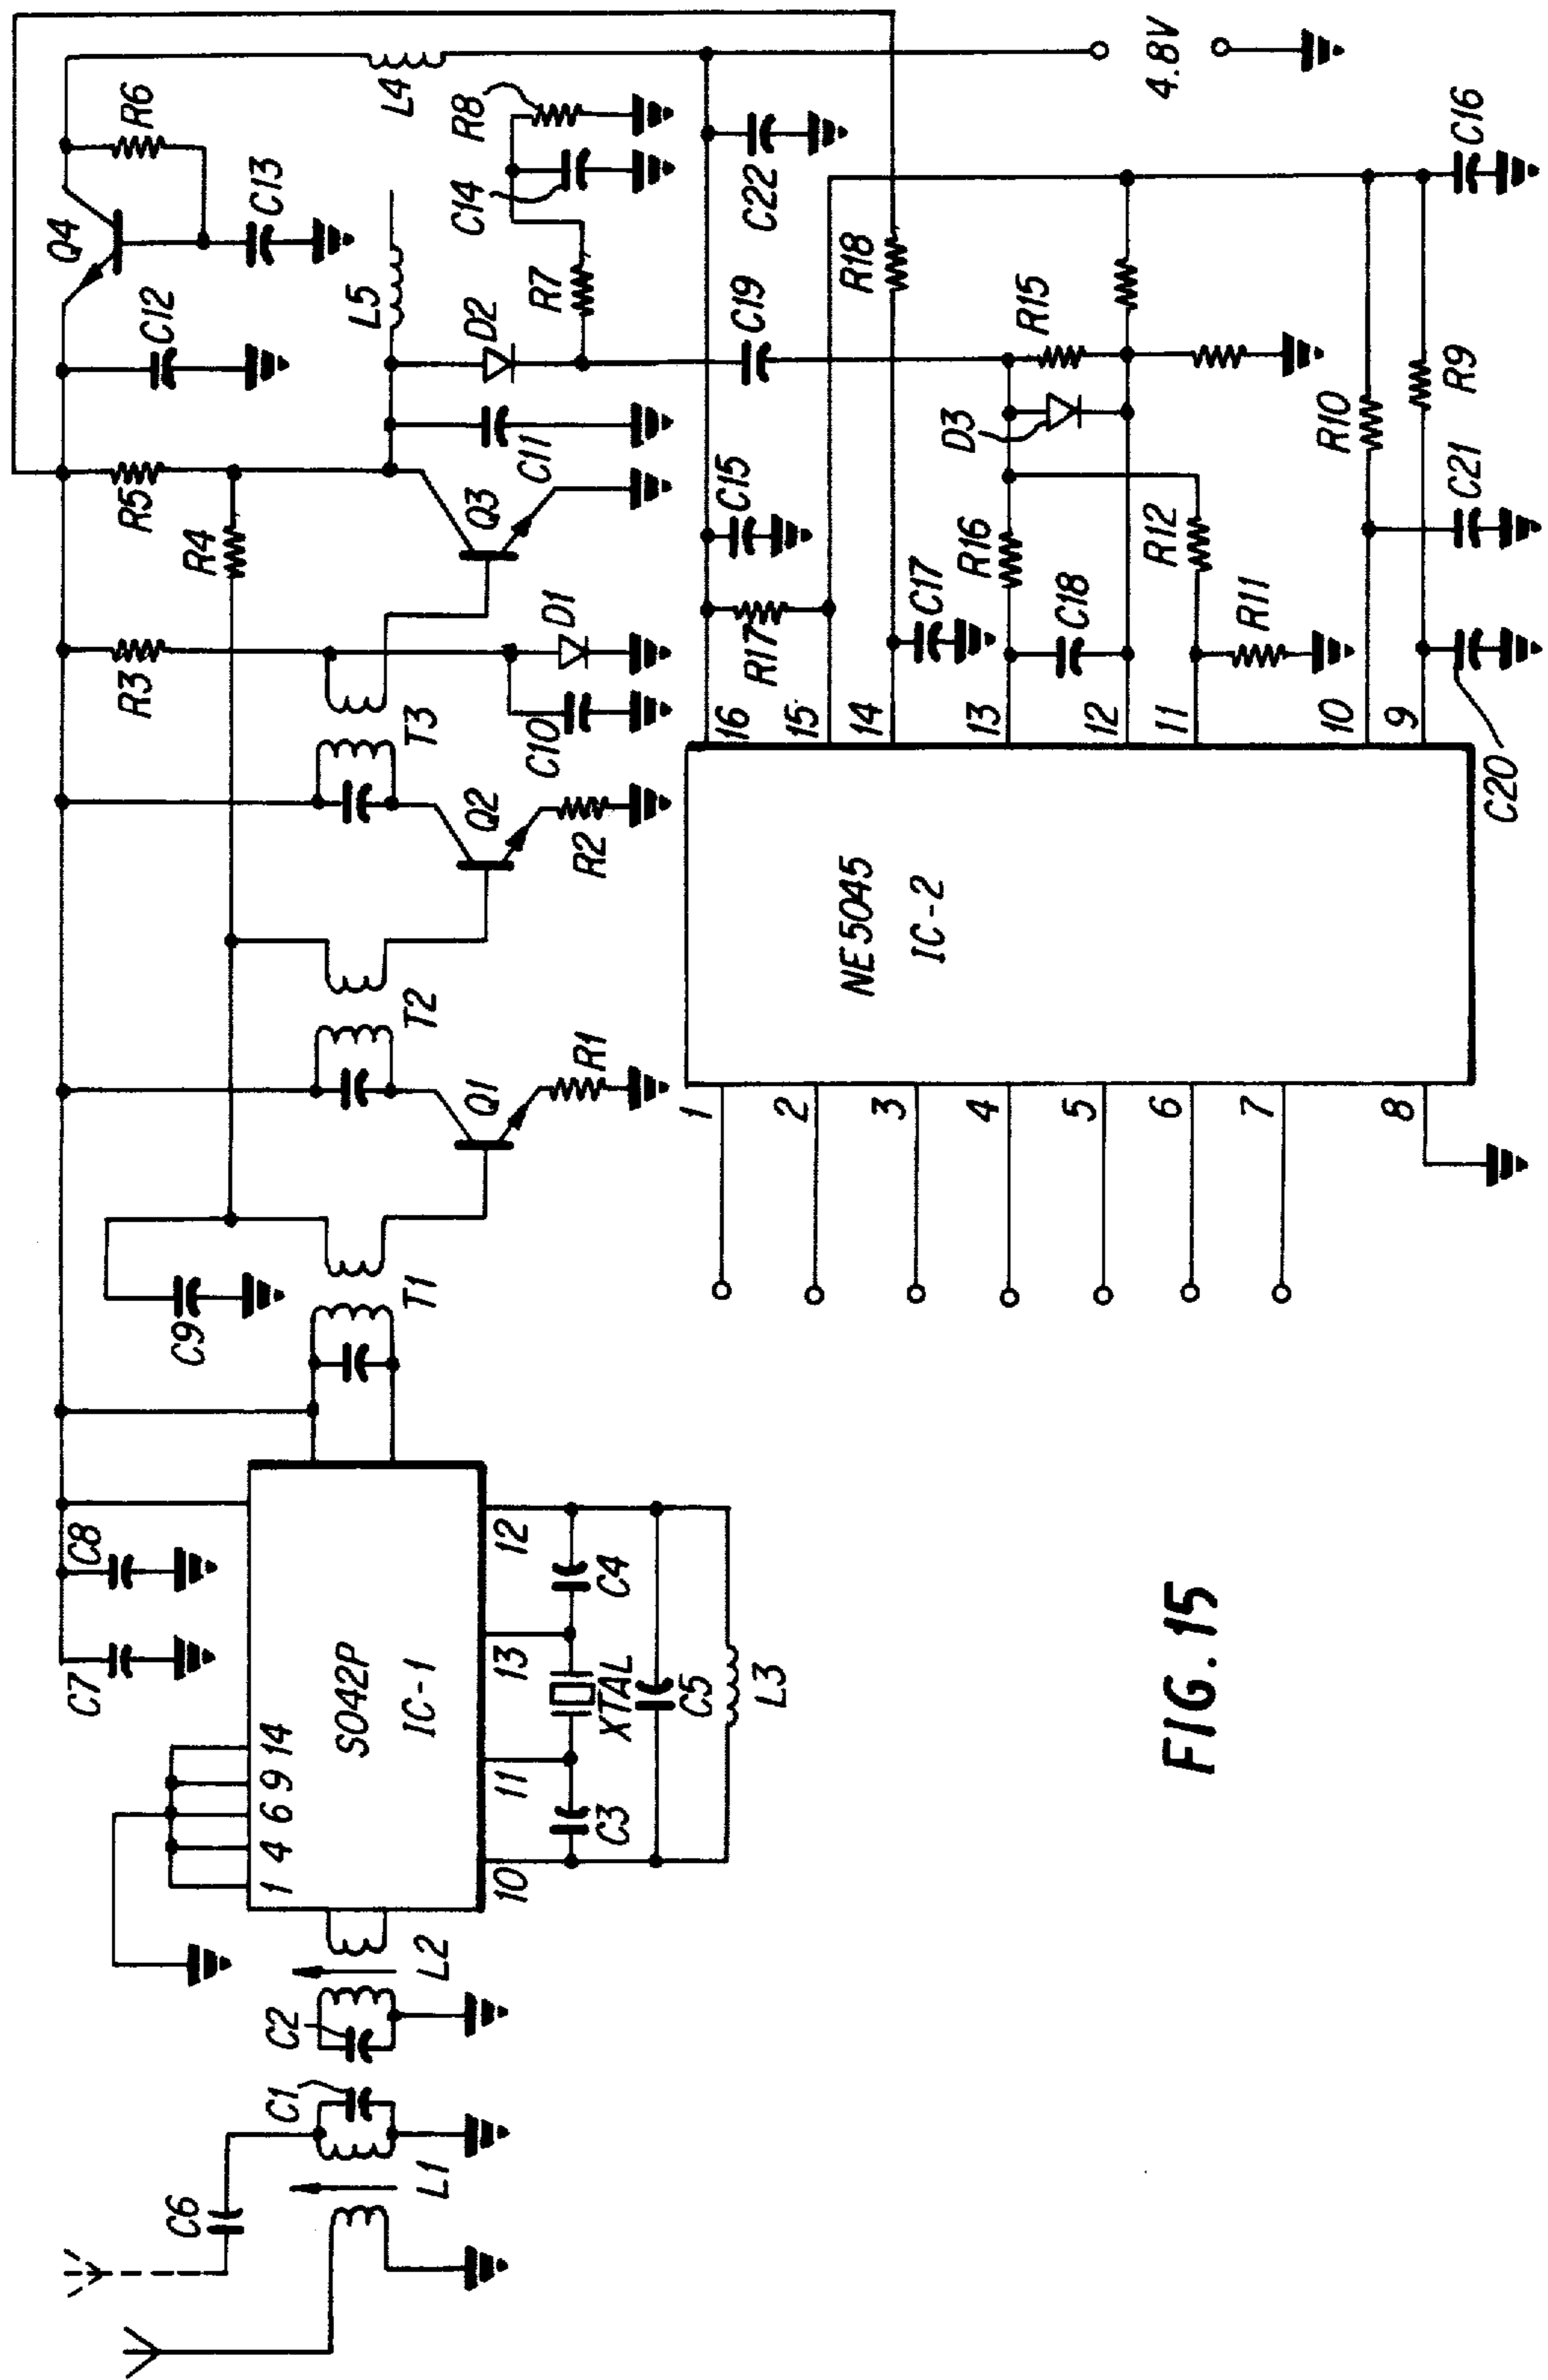 C6
L1
C1
C2
L2
1 4 6 9 14
S042P
IC-1
10
11
13
12
C3
XTAL
C4
C5
L3
C7
C8
C9
T1
Q1
R1
T2
Q2
R2
T3
R3
C10
D1
R4
R5
Q3
C11
C12
L5
D2
Q4
R6
C13
R7
C14
R8
L4
4.8V
1
2
3
4
5
6
7
8
NE5045
IC-2
16
15
14
13
12
11
10
9
R17
C15
C17
C18
R16
R11
R12
D3
R15
C19
R18
C22
C20
C21
R10
R9
C16
FIG. 15